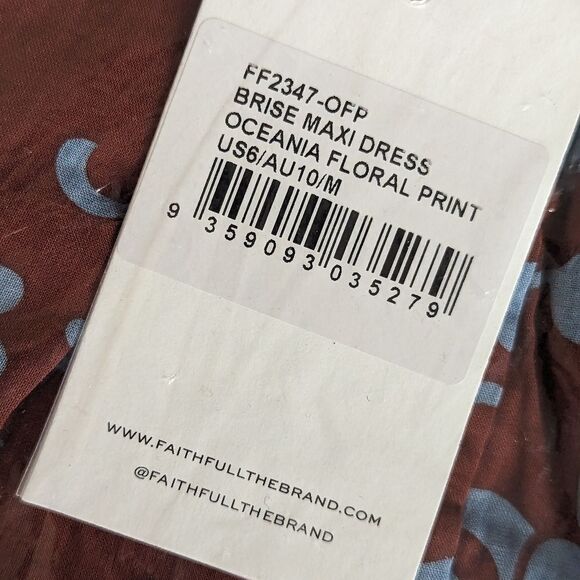 FF2347-OFP
BRISE MAXI DRESS
OCEANIA FLORAL PRINT
US6/AU10/M
9 359093 035279
WWW.FAITHFULLTHEBRAND.COM
@FAITHFULLTHEBRAND